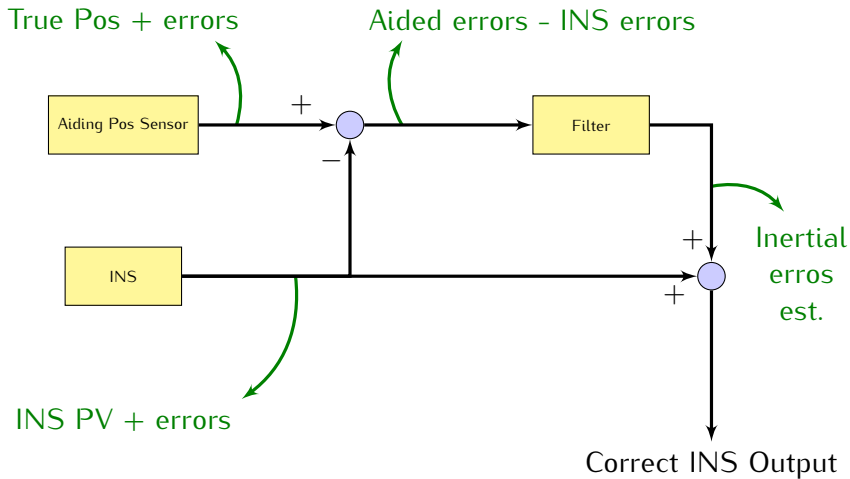 True Pos + errors
Aided errors - INS errors
+
Aiding Pos Sensor
Filter
−
+
Inertial
erros
est.
INS
+
INS PV + errors
Correct INS Output